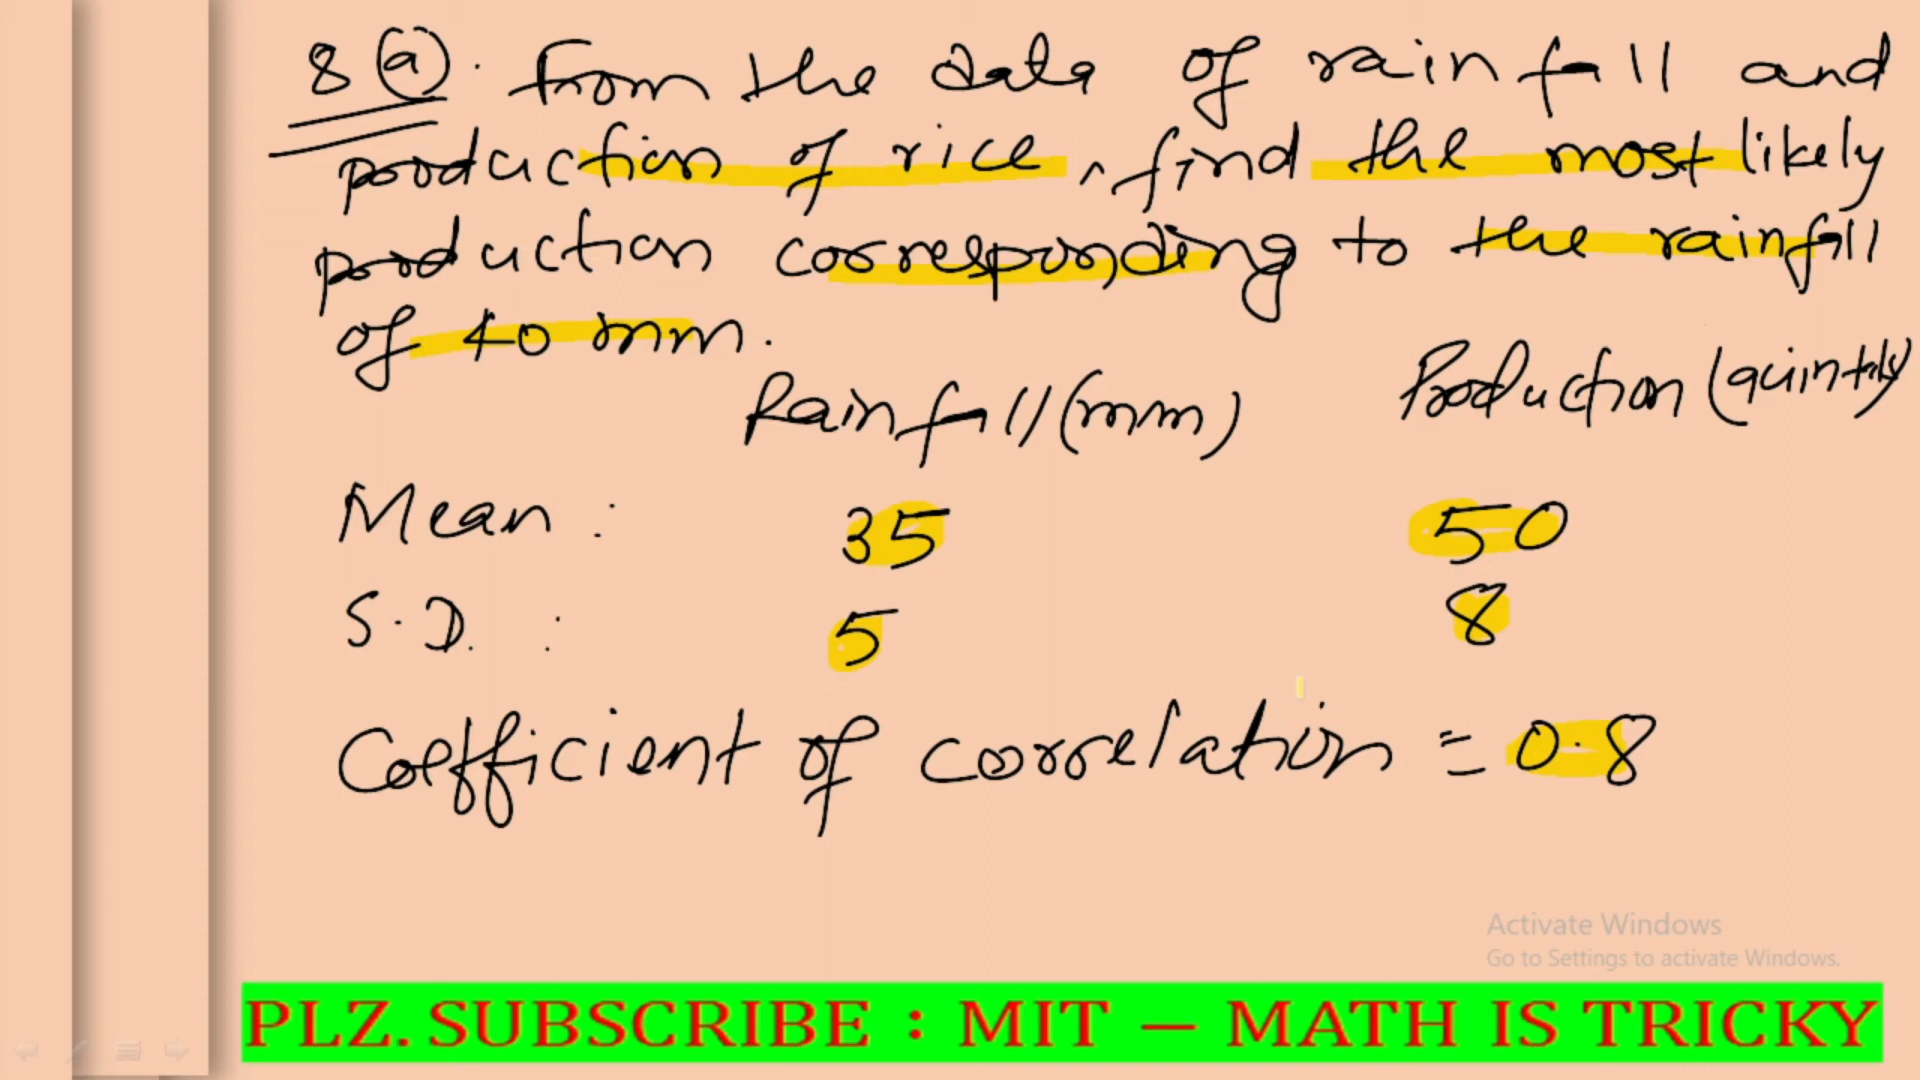 8 (a). From the data of rainfall and
production of rice, find the most likely
production corresponding to the rainfall
of 40 mm.
Rainfall (mm) Production (quintly)
Mean : 35 50
S.D. : 5 8
Coefficient of correlation = 0.8
Activate Windows
Go to Settings to activate Windows.
PLZ. SUBSCRIBE : MIT – MATH IS TRICKY